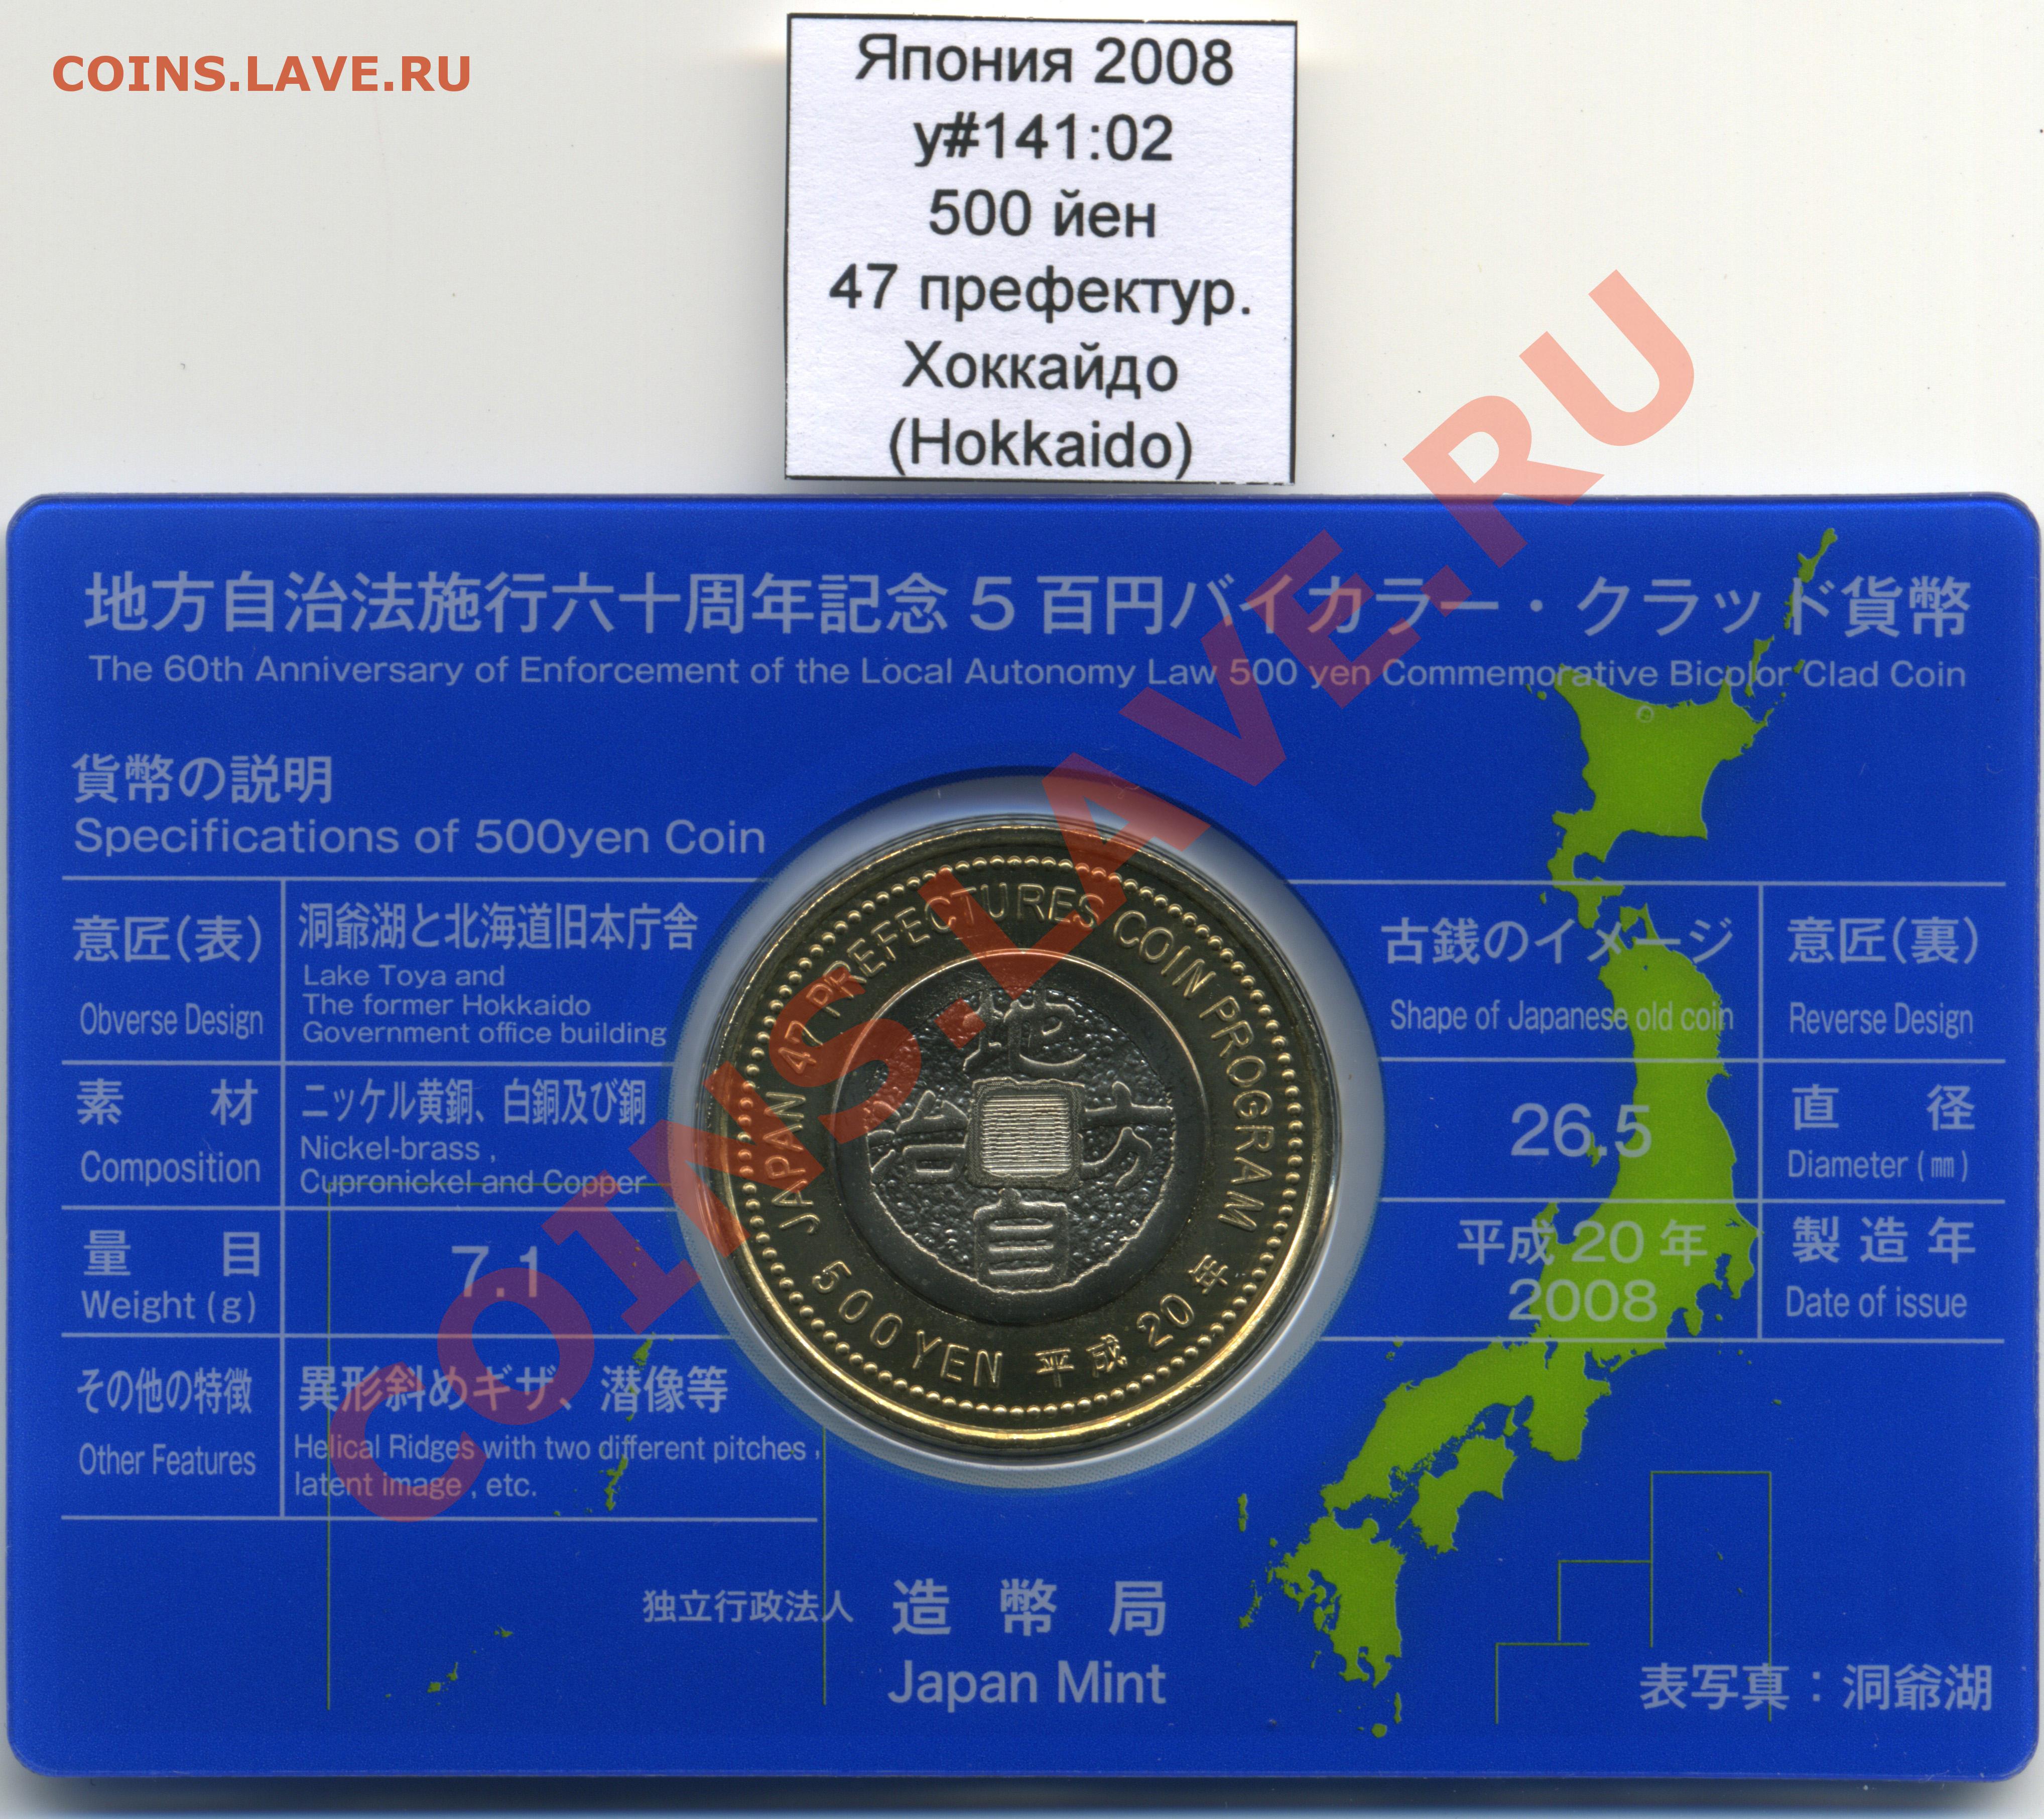 COINS.LAVE.RU
Япония 2008
y#141:02
500 йен
47 префектур.
Хоккайдо
(Hokkaido)
地方自治法施行六十周年記念 5 百円バイカラー・クラッド貨幣
The 60th Anniversary of Enforcement of the Local Autonomy Law 500 yen Commemorative Bicolor Clad Coin
貨幣の説明
Specifications of 500yen Coin
意匠(表)
Obverse Design
洞爺湖と北海道旧本庁舎
Lake Toya and
The former Hokkaido
Government office building
素 材
Composition
ニッケル黄銅、白銅及び銅
Nickel-brass ,
Cupronickel and Copper
量 目
Weight (g)
7.1
その他の特徴
Other Features
異形斜めギザ、潜像等
Helical Ridges with two different pitches ,
latent image , etc.
JAPAN 47 PREFECTURES COIN PROGRAM
500 YEN 平成 20 年
地方自治
古銭のイメージ
Shape of Japanese old coin
意匠(裏)
Reverse Design
26.5
直 径
Diameter (㎜)
平成 20 年
2008
製 造 年
Date of issue
独立行政法人 造 幣 局
Japan Mint
表写真：洞爺湖
COINS.LAVE.RU